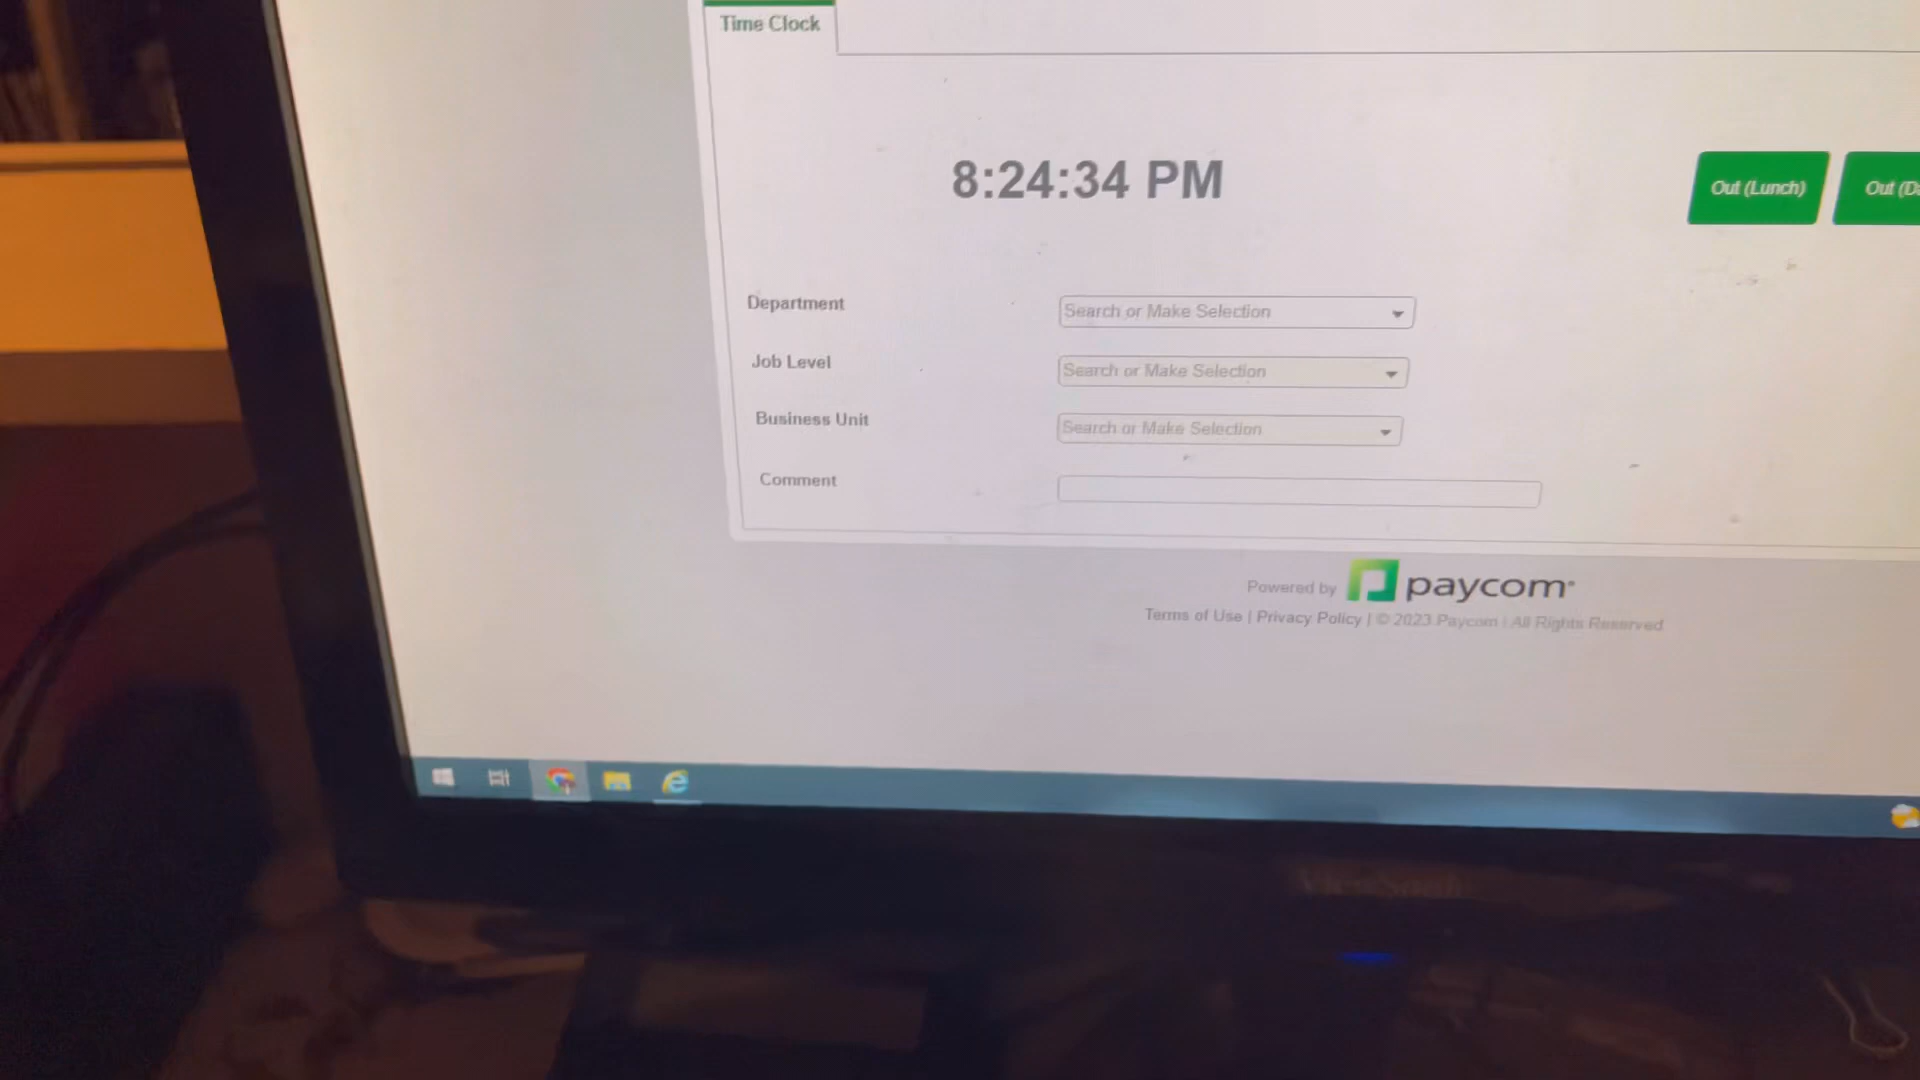 Time Clock
8:24:34 PM
Out (Lunch)
Out (D
Department
Search or Make Selection
Job Level
Search or Make Selection
Business Unit
Search or Make Selection
Comment
Powered by paycom
Terms of Use | Privacy Policy | © 2023 Paycom | All Rights Reserved
ViewSonic